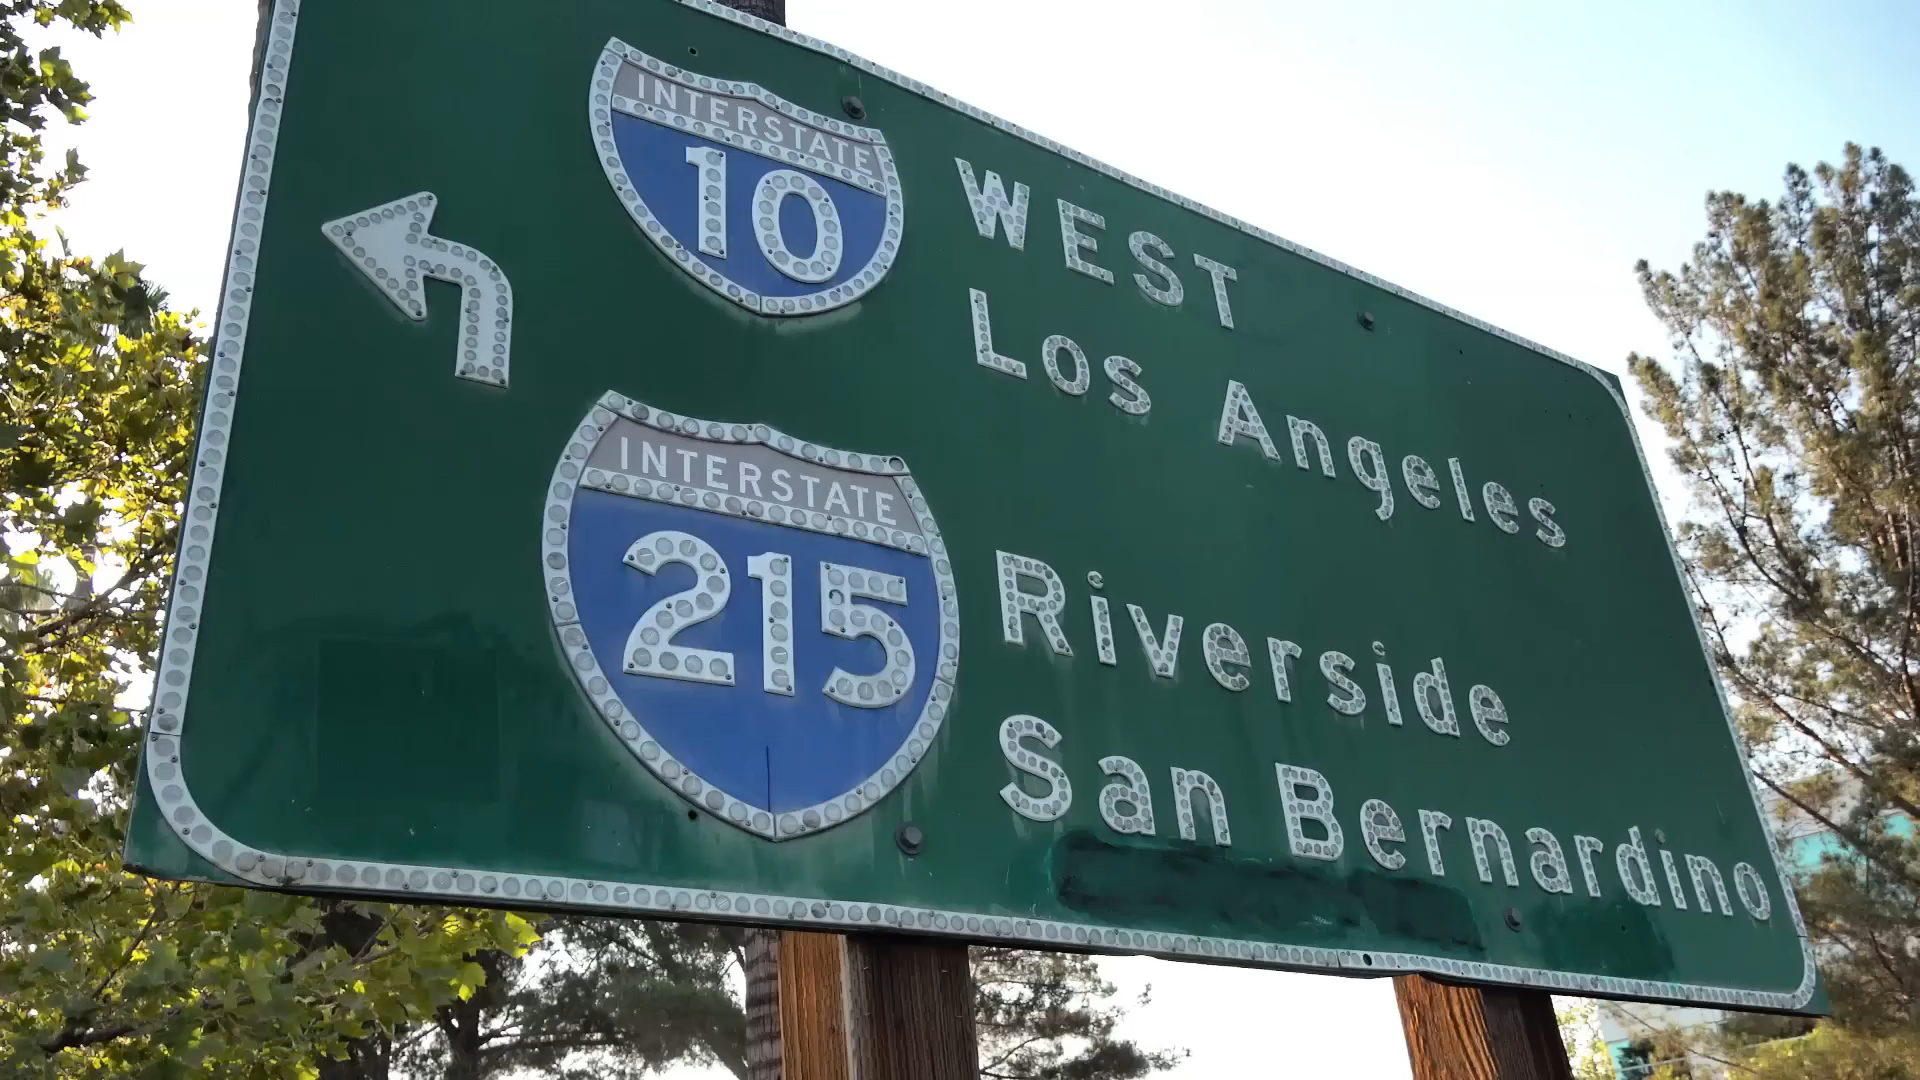 INTERSTATE
10
WEST
Los Angeles
INTERSTATE
215
Riverside
San Bernardino